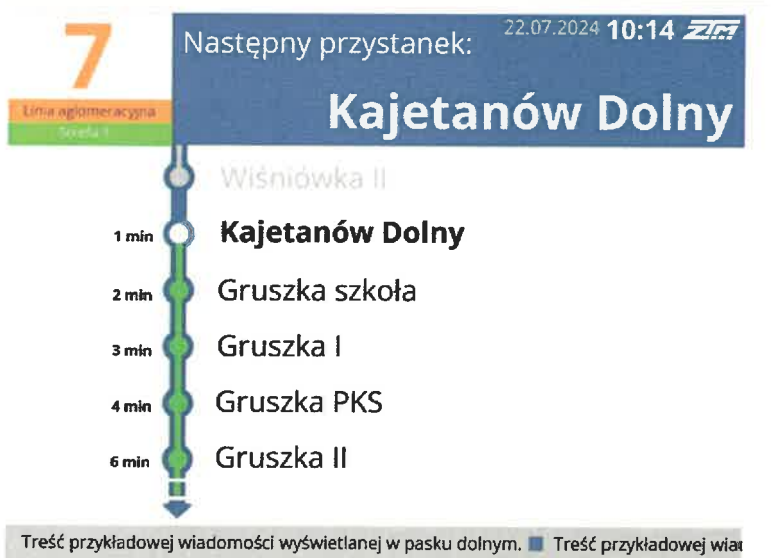 7
Linia aglomeracyjna
Strefa 1
22.07.2024 10:14 ZTM
Następny przystanek:
Kajetanów Dolny
Wiśniówka II
1 min Kajetanów Dolny
2 min Gruszka szkoła
3 min Gruszka I
4 min Gruszka PKS
6 min Gruszka II
Treść przykładowej wiadomości wyświetlanej w pasku dolnym. Treść przykładowej wiad